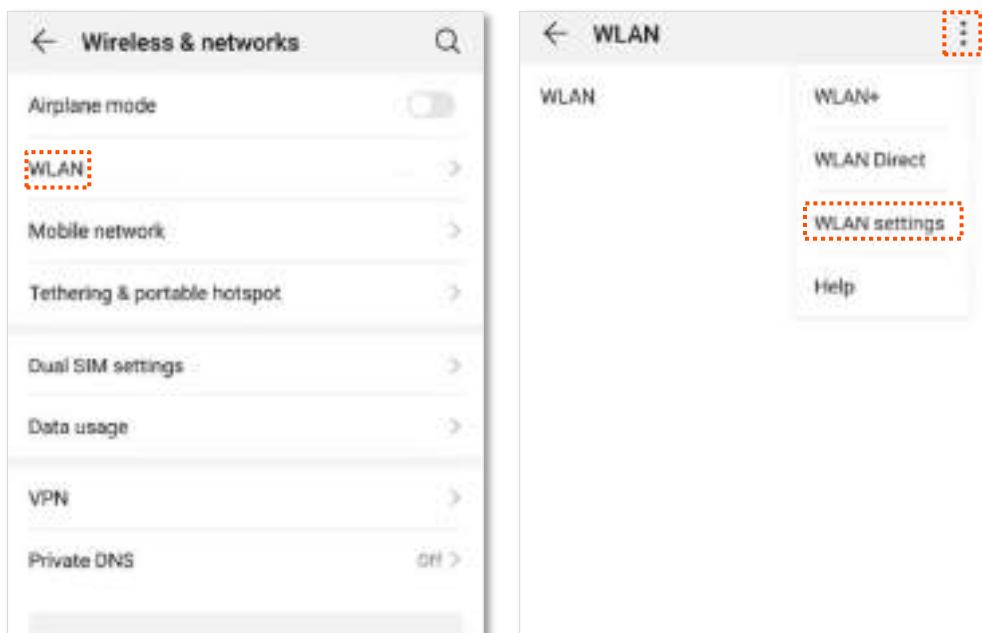 Wireless & networks
Airplane mode
WLAN
Mobile network
Tethering & portable hotspot
Dual SIM settings
Data usage
VPN
Private DNS Off
WLAN
WLAN
WLAN+
WLAN Direct
WLAN settings
Help